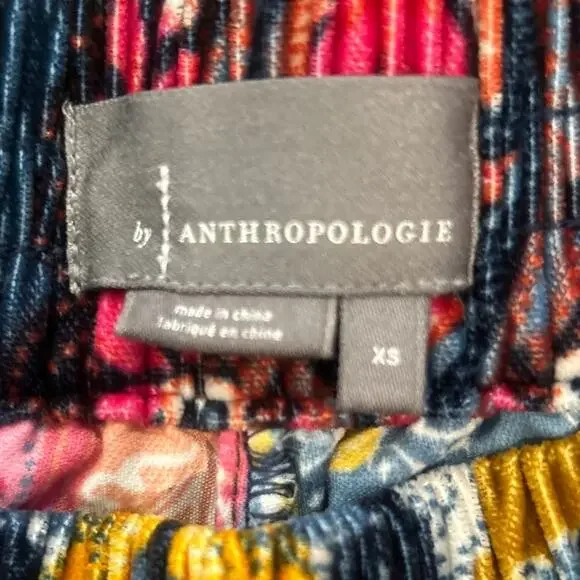 by ANTHROPOLOGIE
made in china
fabriqué en chine
XS